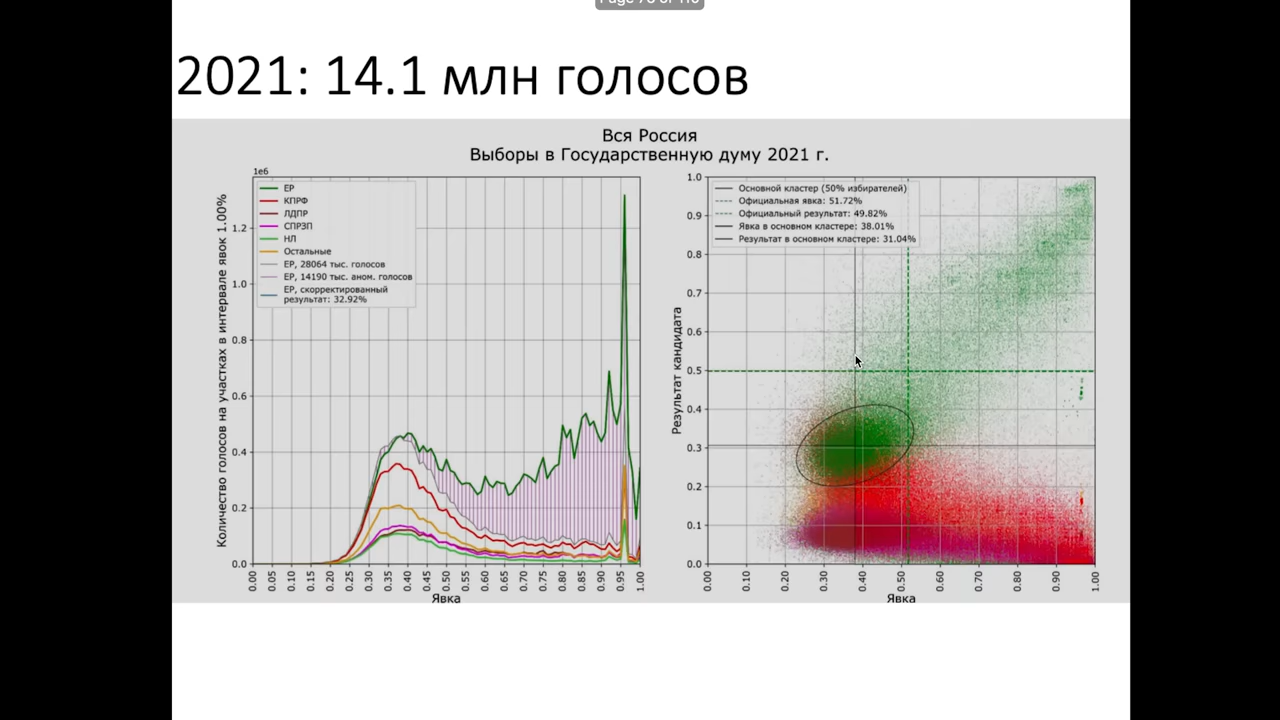 Page 76 of 110
2021: 14.1 млн голосов
Вся Россия
Выборы в Государственную думу 2021 г.
1e6
Количество голосов на участках в интервале явок 1.00%
1.2
1.0
0.8
0.6
0.4
0.2
0.0
ЕР
КПРФ
ЛДПР
СПРЗП
НЛ
Остальные
ЕР, 28064 тыс. голосов
ЕР, 14190 тыс. аном. голосов
ЕР, скорректированный
результат: 32.92%
0.00 0.05 0.10 0.15 0.20 0.25 0.30 0.35 0.40 0.45 0.50 0.55 0.60 0.65 0.70 0.75 0.80 0.85 0.90 0.95 1.00
Явка
Результат кандидата
1.0
0.9
0.8
0.7
0.6
0.5
0.4
0.3
0.2
0.1
0.0
Основной кластер (50% избирателей)
Официальная явка: 51.72%
Официальный результат: 49.82%
Явка в основном кластере: 38.01%
Результат в основном кластере: 31.04%
0.00 0.10 0.20 0.30 0.40 0.50 0.60 0.70 0.80 0.90 1.00
Явка